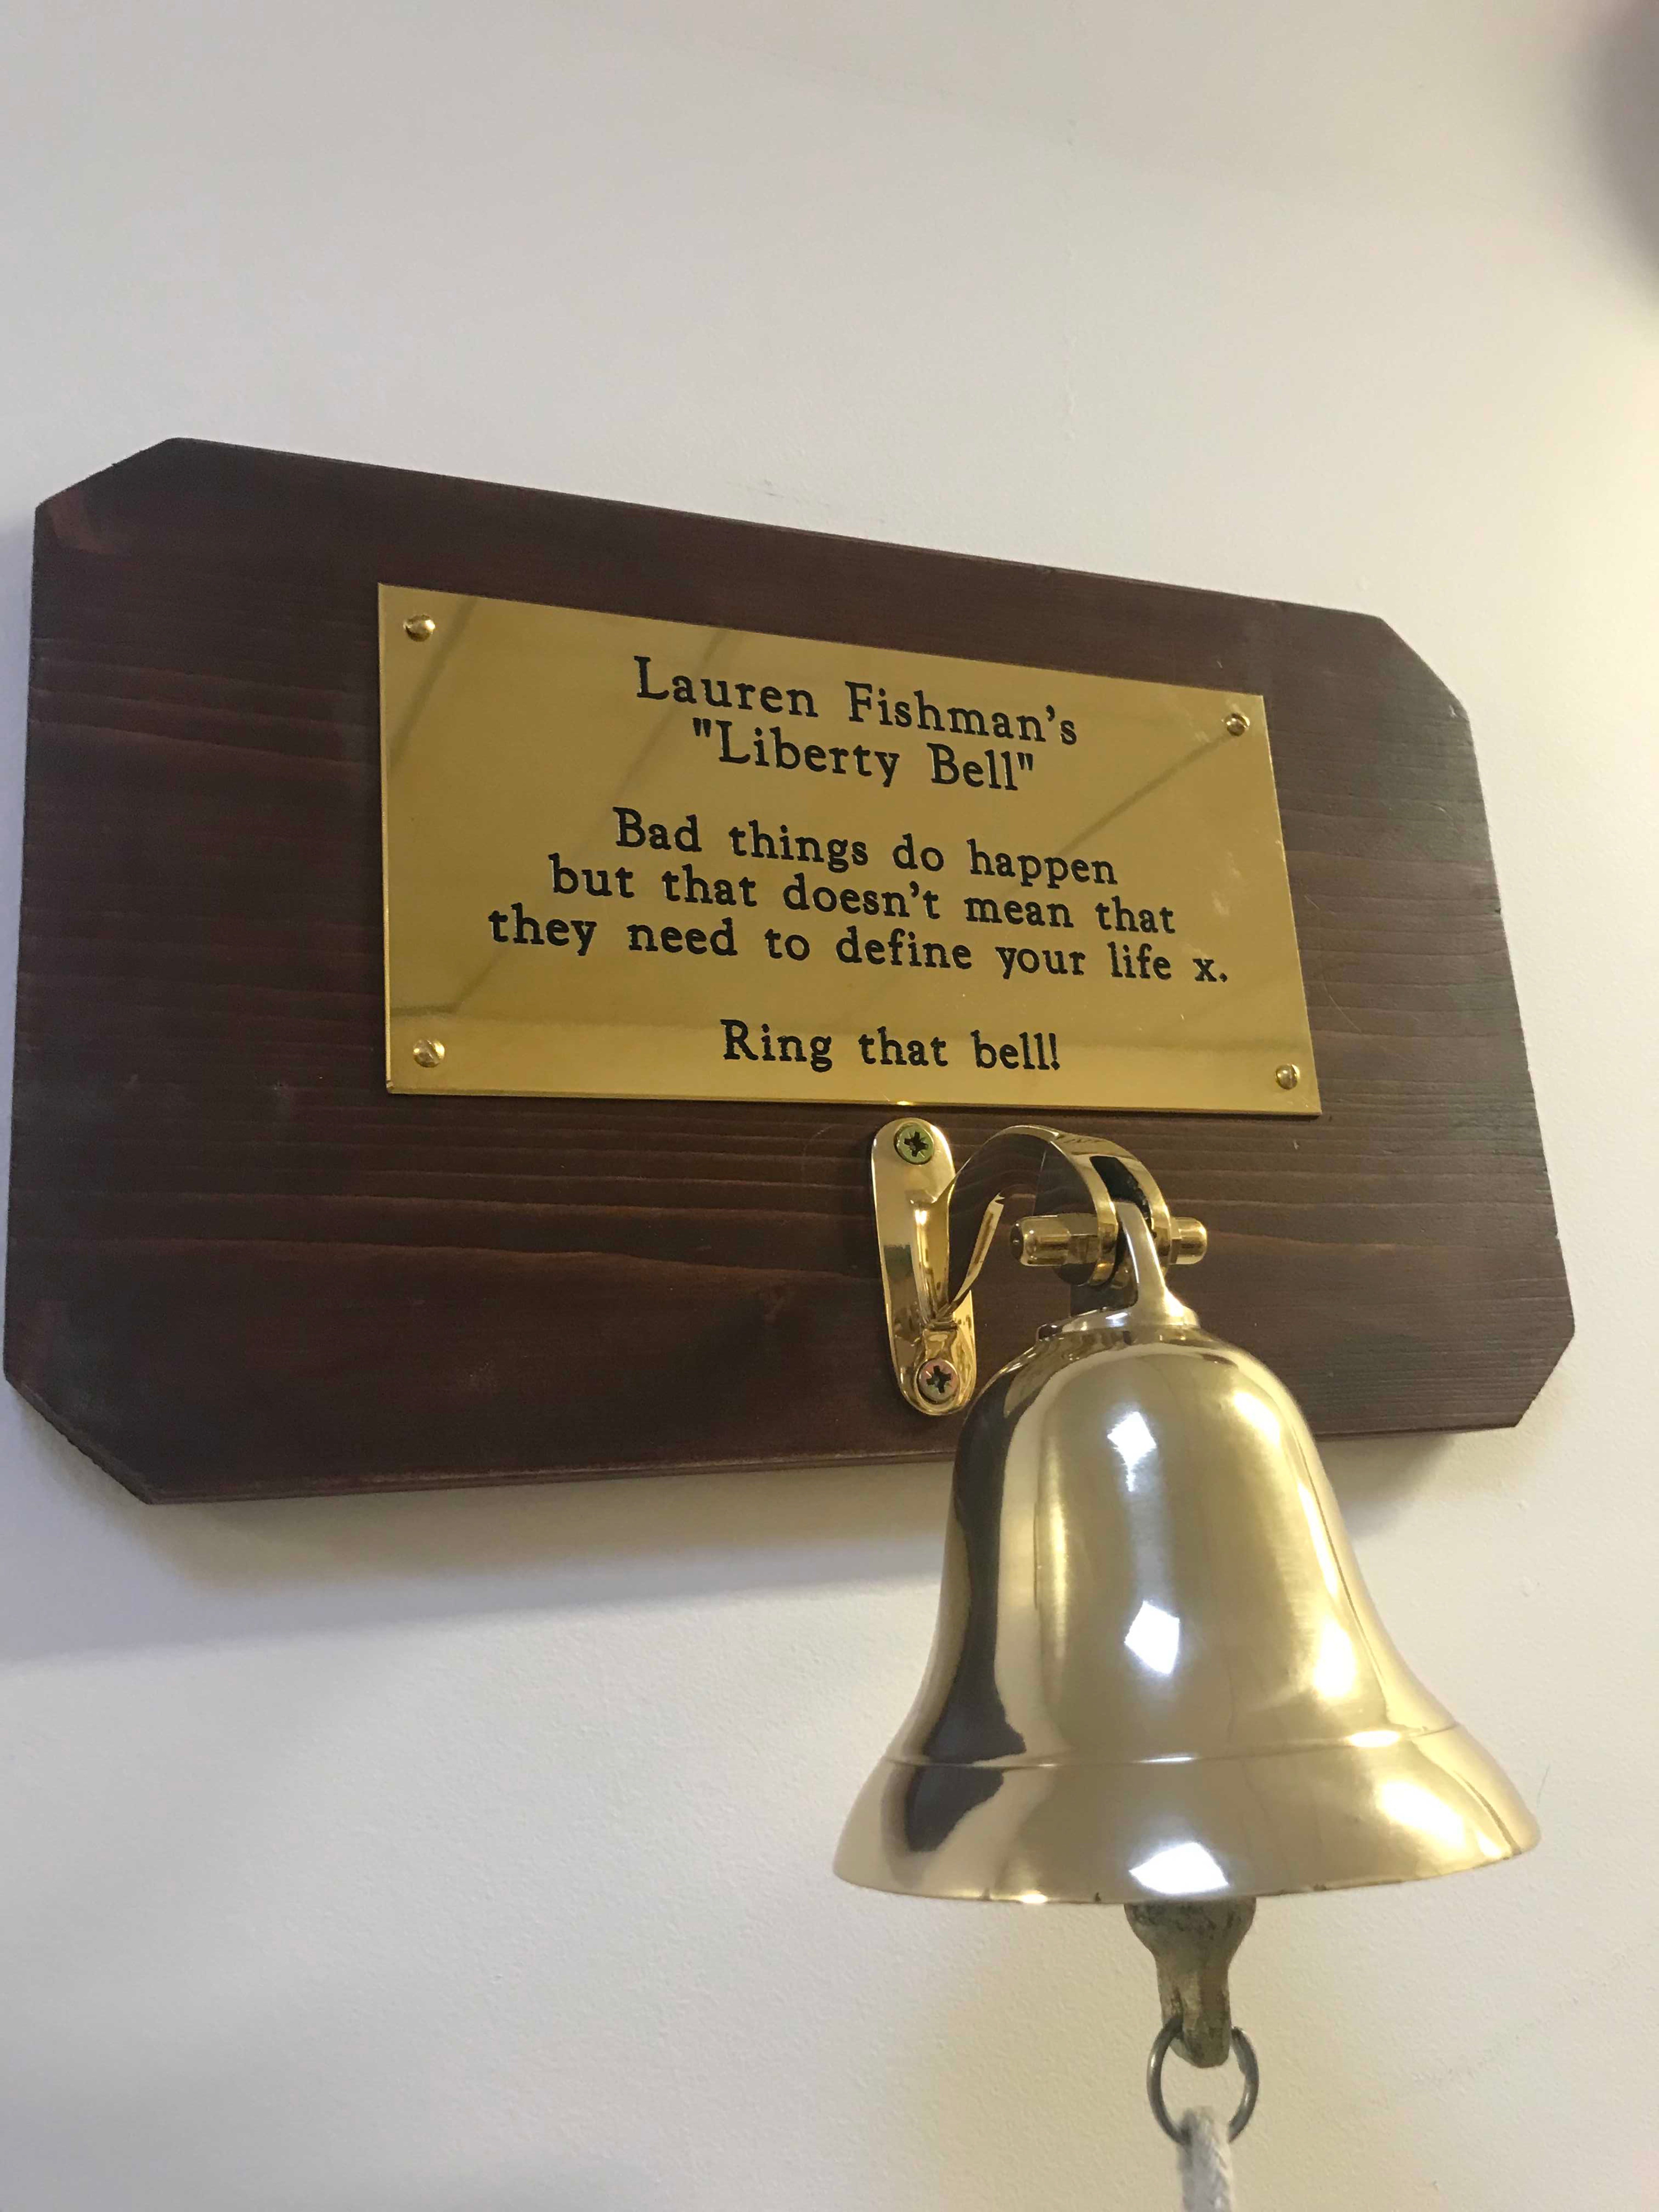 Lauren Fishman's
"Liberty Bell"
Bad things do happen
but that doesn't mean that
they need to define your life x.
Ring that bell!